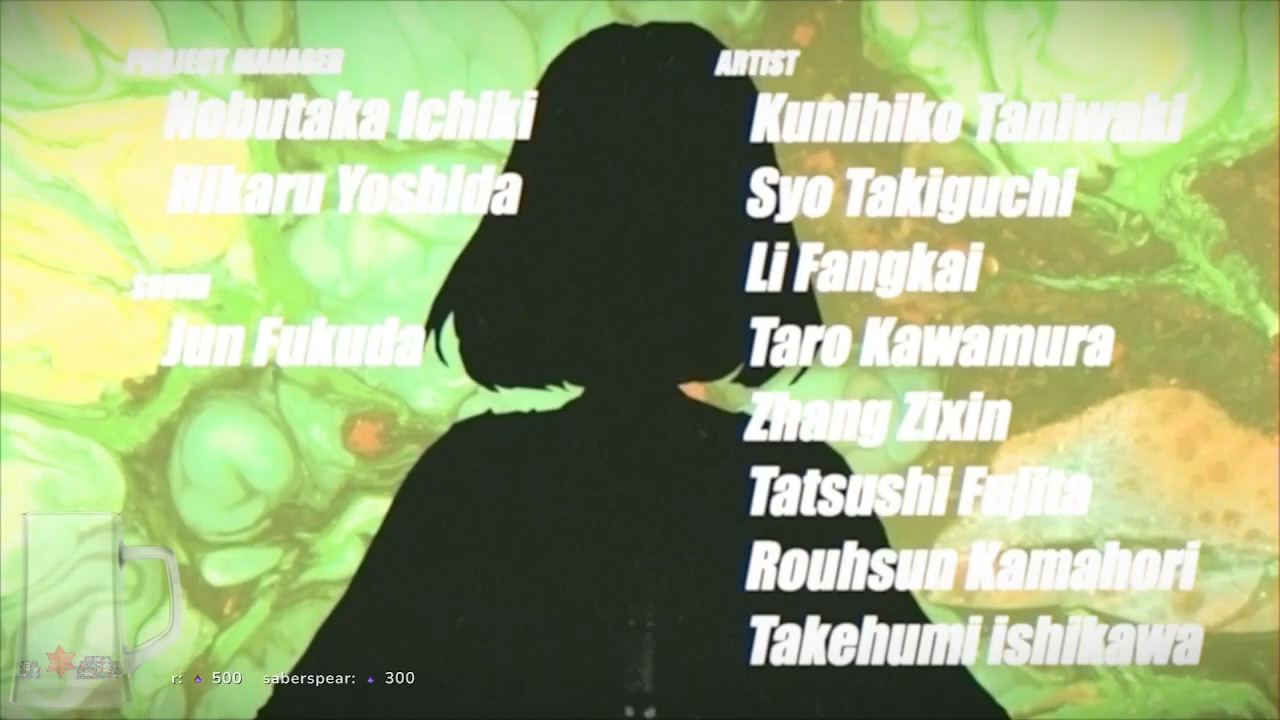 PROJECT MANAGER
Nobutaka Ichiki
Hikaru Yoshida
SOUND
Jun Fukuda
ARTIST
Kunihiko Taniwaki
Syo Takiguchi
Li Fangkai
Taro Kawamura
Zhang Zixin
Tatsushi Fujita
Rouhsun Kamahori
Takehumi ishikawa
r: 500 saberspear: 300